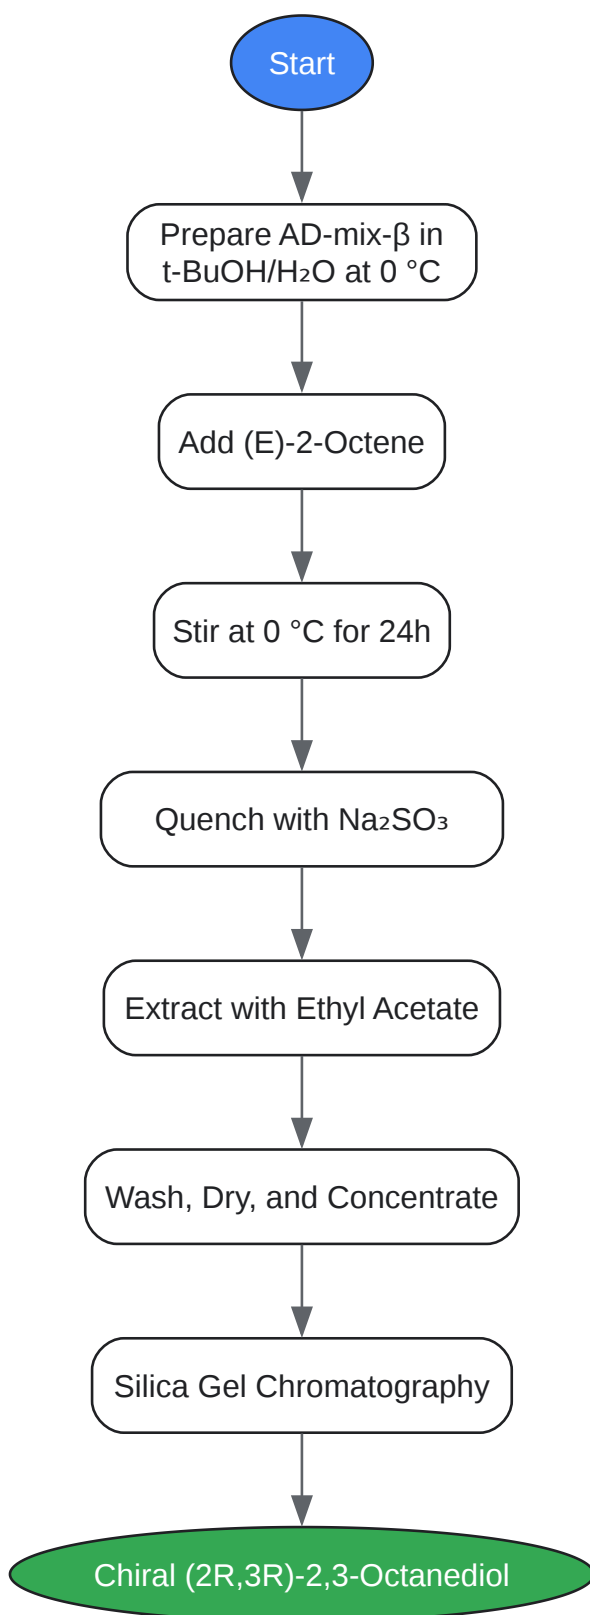 Start
Prepare AD-mix-β in
t-BuOH/H₂O at 0 °C
Add (E)-2-Octene
Stir at 0 °C for 24h
Quench with Na₂SO₃
Extract with Ethyl Acetate
Wash, Dry, and Concentrate
Silica Gel Chromatography
Chiral (2R,3R)-2,3-Octanediol